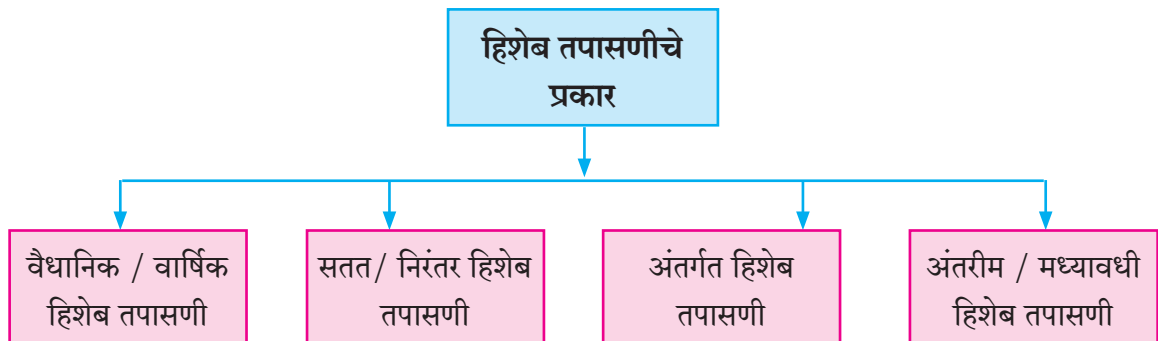 हिशेब तपासणीचे
प्रकार
वैधानिक / वार्षिक
हिशेब तपासणी
सतत/ निरंतर हिशेब
तपासणी
अंतर्गत हिशेब
तपासणी
अंतरीम / मध्यावधी
हिशेब तपासणी